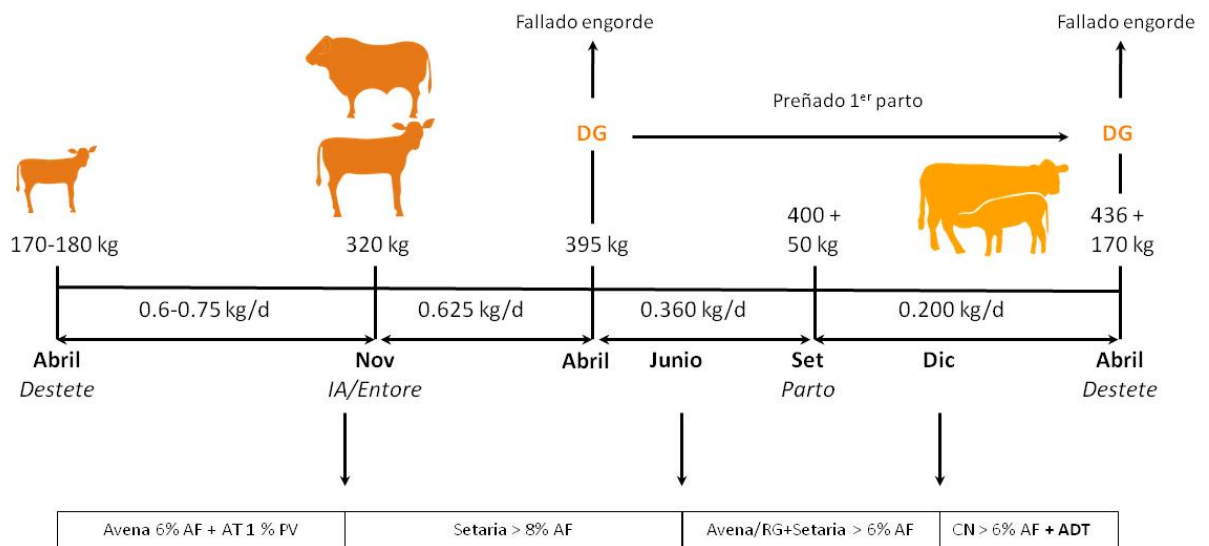 Fallado engorde
Fallado engorde
Preñado 1er parto
DG
DG
170-180 kg
320 kg
395 kg
400 +
50 kg
436 +
170 kg
0.6-0.75 kg/d
0.625 kg/d
0.360 kg/d
0.200 kg/d
Abril
Destete
Nov
IA/Entore
Abril
Junio
Set
Parto
Dic
Abril
Destete
Avena 6% AF + AT 1 % PV
Setaria > 8% AF
Avena/RG+Setaria > 6% AF
CN > 6% AF + ADT